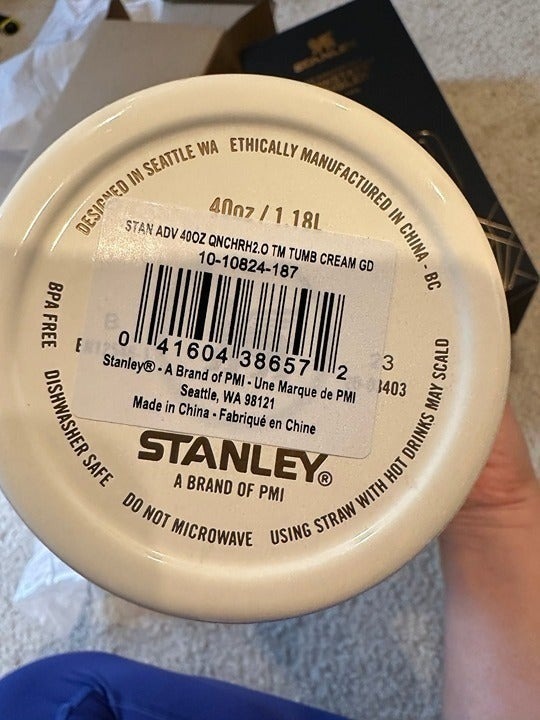 STANLEY
DESIGNED IN SEATTLE WA
ETHICALLY MANUFACTURED IN CHINA - BC
40oz / 1.18L
STAN ADV 40OZ QNCHRH2.O TM TUMB CREAM GD
10-10824-187
0 41604 38657 2
Stanley® - A Brand of PMI - Une Marque de PMI
Seattle, WA 98121
Made in China - Fabriqué en Chine
23
3403
STANLEY®
A BRAND OF PMI
BPA FREE
DISHWASHER SAFE
DO NOT MICROWAVE
USING STRAW WITH HOT DRINKS MAY SCALD